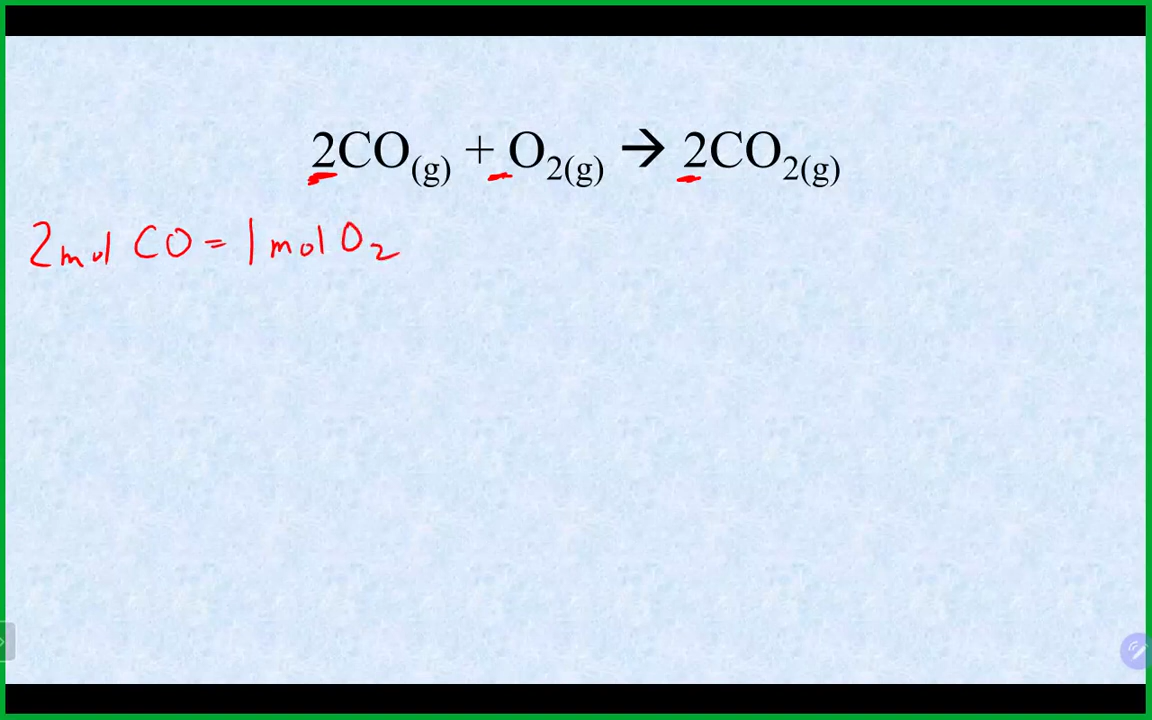 2CO(g) + O2(g) → 2CO2(g)
2 mol CO = 1 mol O2